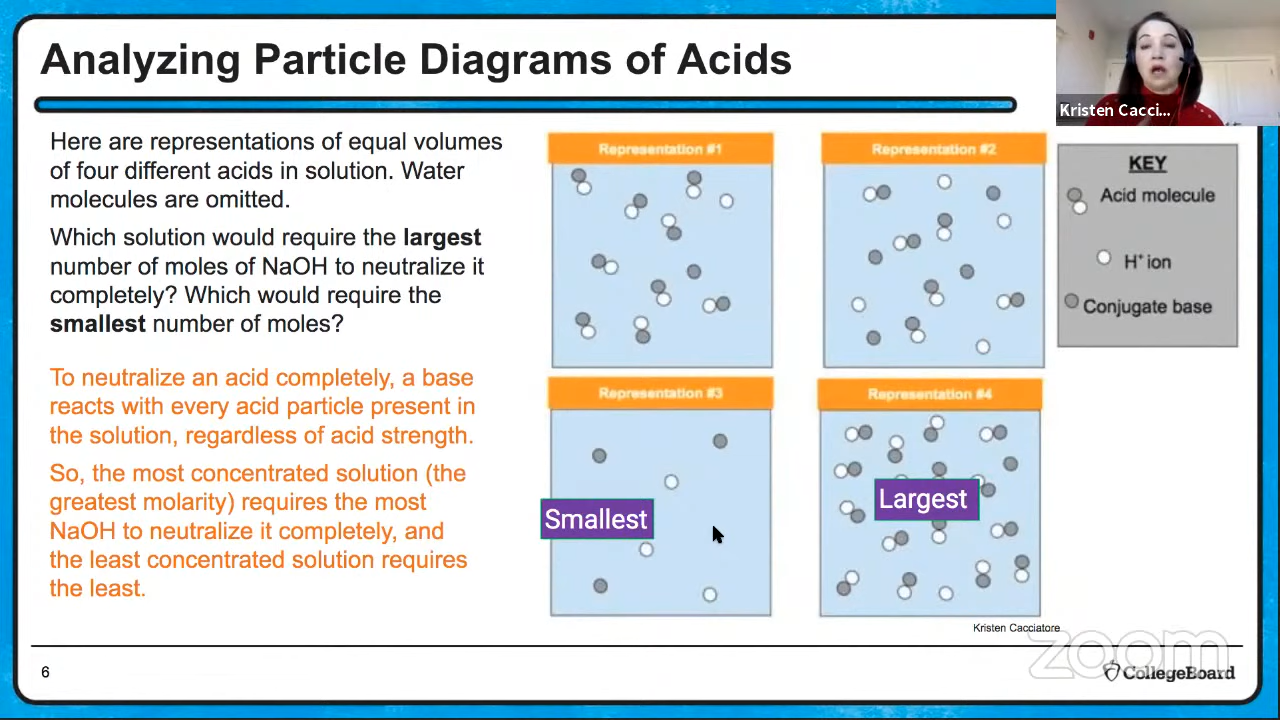 Analyzing Particle Diagrams of Acids
Kristen Cacci...
Here are representations of equal volumes
of four different acids in solution. Water
molecules are omitted.
Which solution would require the largest
number of moles of NaOH to neutralize it
completely? Which would require the
smallest number of moles?
To neutralize an acid completely, a base
reacts with every acid particle present in
the solution, regardless of acid strength.
So, the most concentrated solution (the
greatest molarity) requires the most
NaOH to neutralize it completely, and
the least concentrated solution requires
the least.
Representation #1
Representation #2
KEY
Acid molecule
H⁺ ion
Conjugate base
Representation #3
Smallest
Representation #4
Largest
Kristen Cacciatore
zoom
6
CollegeBoard